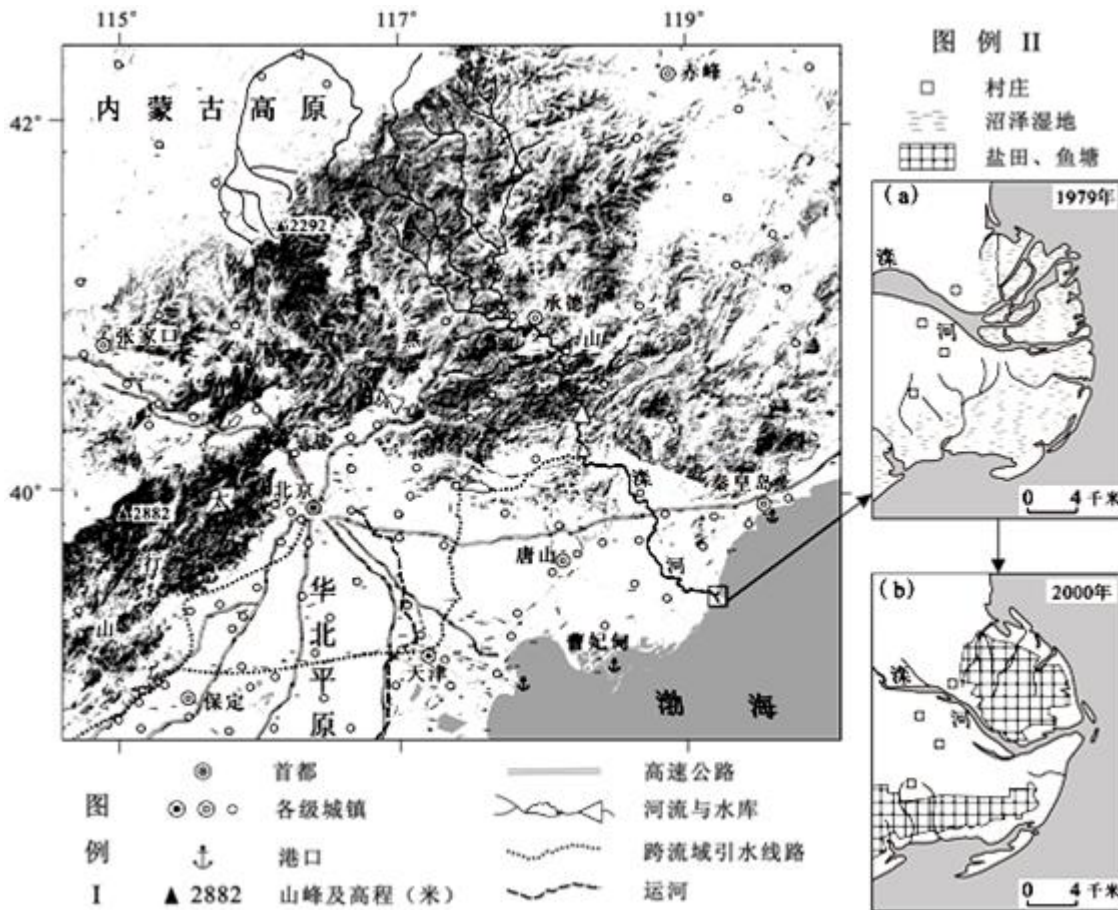 115°
117°
119°
42°
40°
内蒙古高原
赤峰
2292
承德
张家口
燕
山
北京
秦皇岛
滦
河
太
行
山
2882
唐山
曹妃甸
天津
华北平原
保定
渤海
图例 I
首都
各级城镇
港口
▲ 2882 山峰及高程(米)
高速公路
河流与水库
跨流域引水线路
运河
图例 II
村庄
沼泽湿地
盐田、鱼塘
(a) 1979年
滦
河
0 4 千米
(b) 2000年
滦
河
0 4 千米